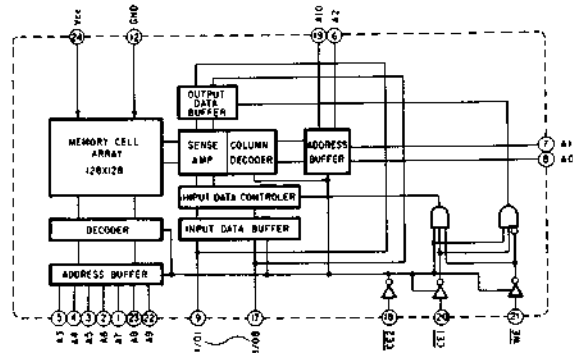 Vcc
GND
A10
A2
24
12
19
6
OUTPUT
DATA
BUFFER
MEMORY CELL
ARRAY
128X128
SENSE
AMP
COLUMN
DECODER
ADDRESS
BUFFER
7
A1
8
A0
INPUT DATA CONTROLER
DECODER
INPUT DATA BUFFER
ADDRESS BUFFER
5
4
3
2
1
23
22
9
17
18
20
21
A3
A4
A5
A6
A7
A8
A9
I/O1
I/O8
CE2
CE1
WE